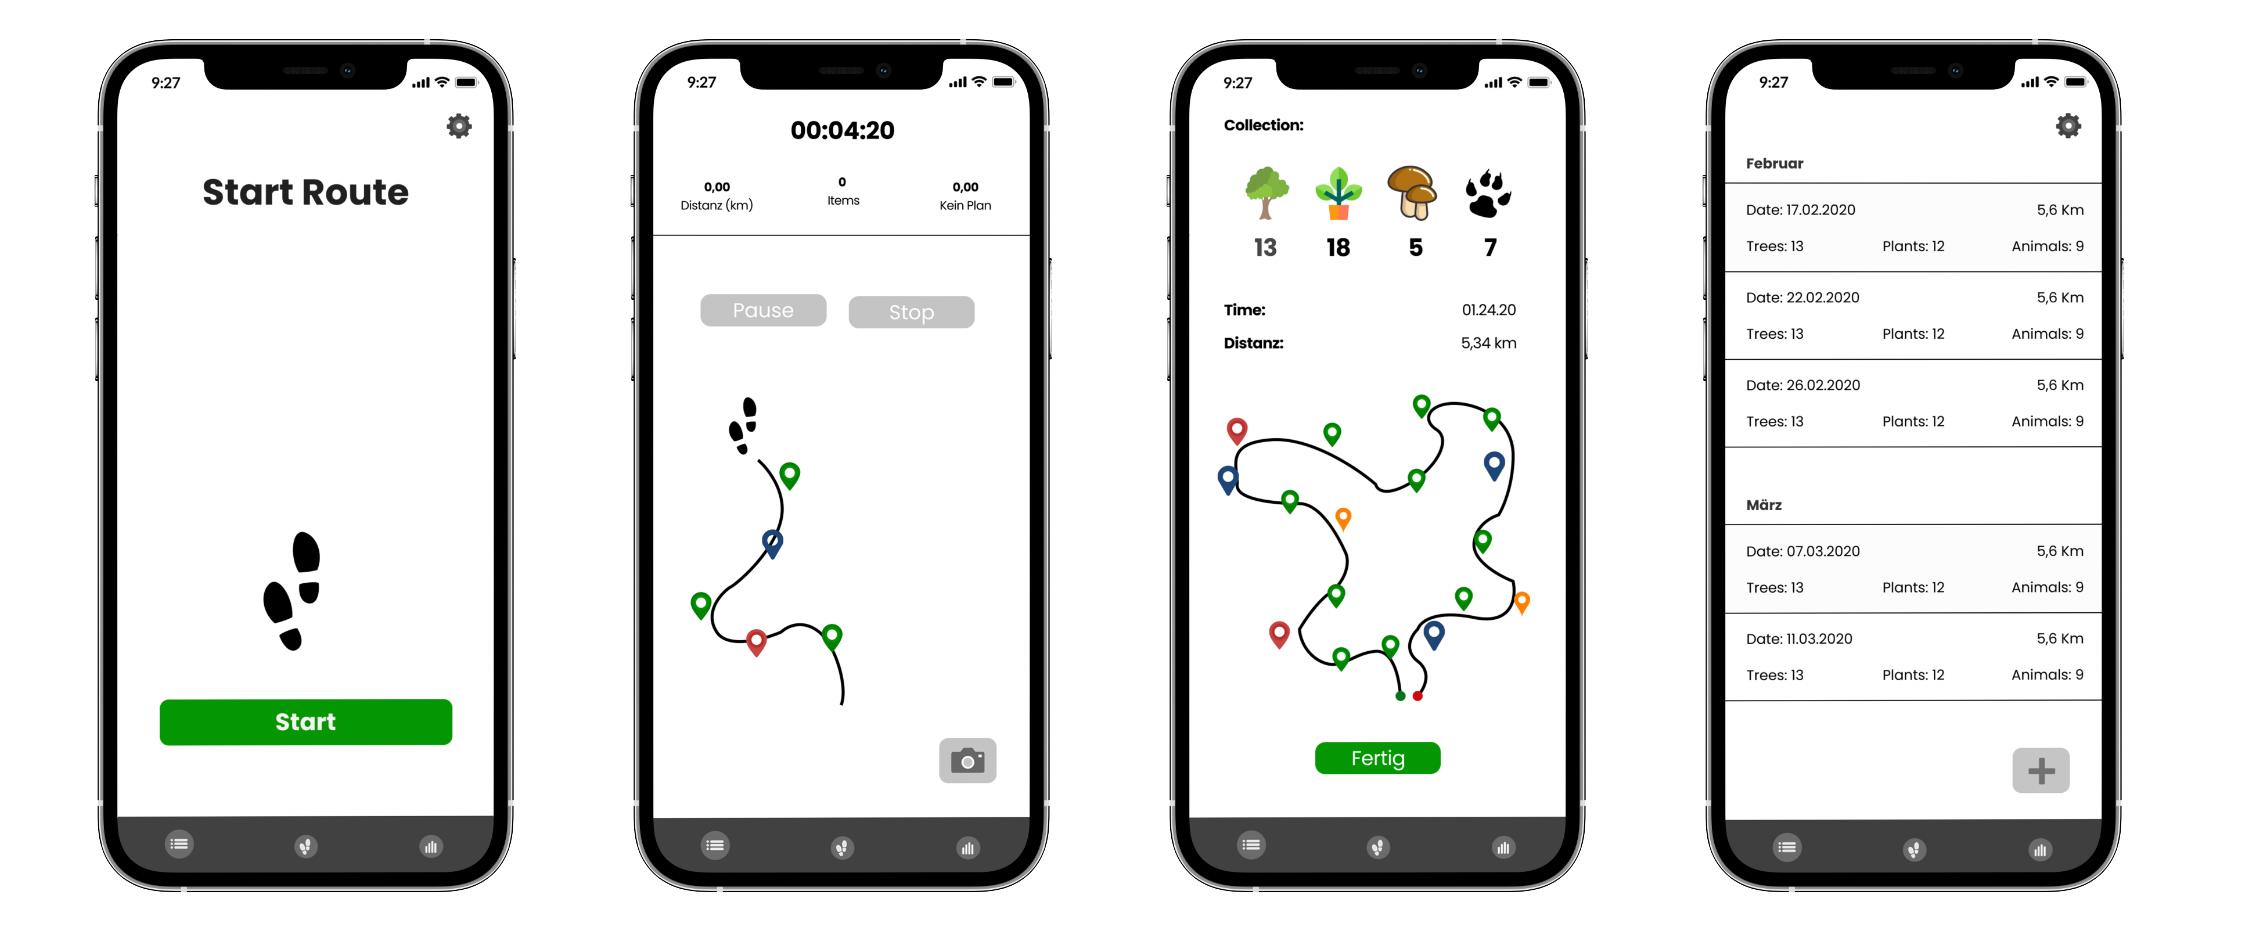 9:27
Start Route
Start
9:27
00:04:20
0,00
Distanz (km)
0
Items
0,00
Kein Plan
Pause
Stop
9:27
Collection:
13 18 5 7
Time: 01.24.20
Distanz: 5,34 km
Fertig
9:27
Februar
Date: 17.02.2020 5,6 Km
Trees: 13 Plants: 12 Animals: 9
Date: 22.02.2020 5,6 Km
Trees: 13 Plants: 12 Animals: 9
Date: 26.02.2020 5,6 Km
Trees: 13 Plants: 12 Animals: 9
März
Date: 07.03.2020 5,6 Km
Trees: 13 Plants: 12 Animals: 9
Date: 11.03.2020 5,6 Km
Trees: 13 Plants: 12 Animals: 9